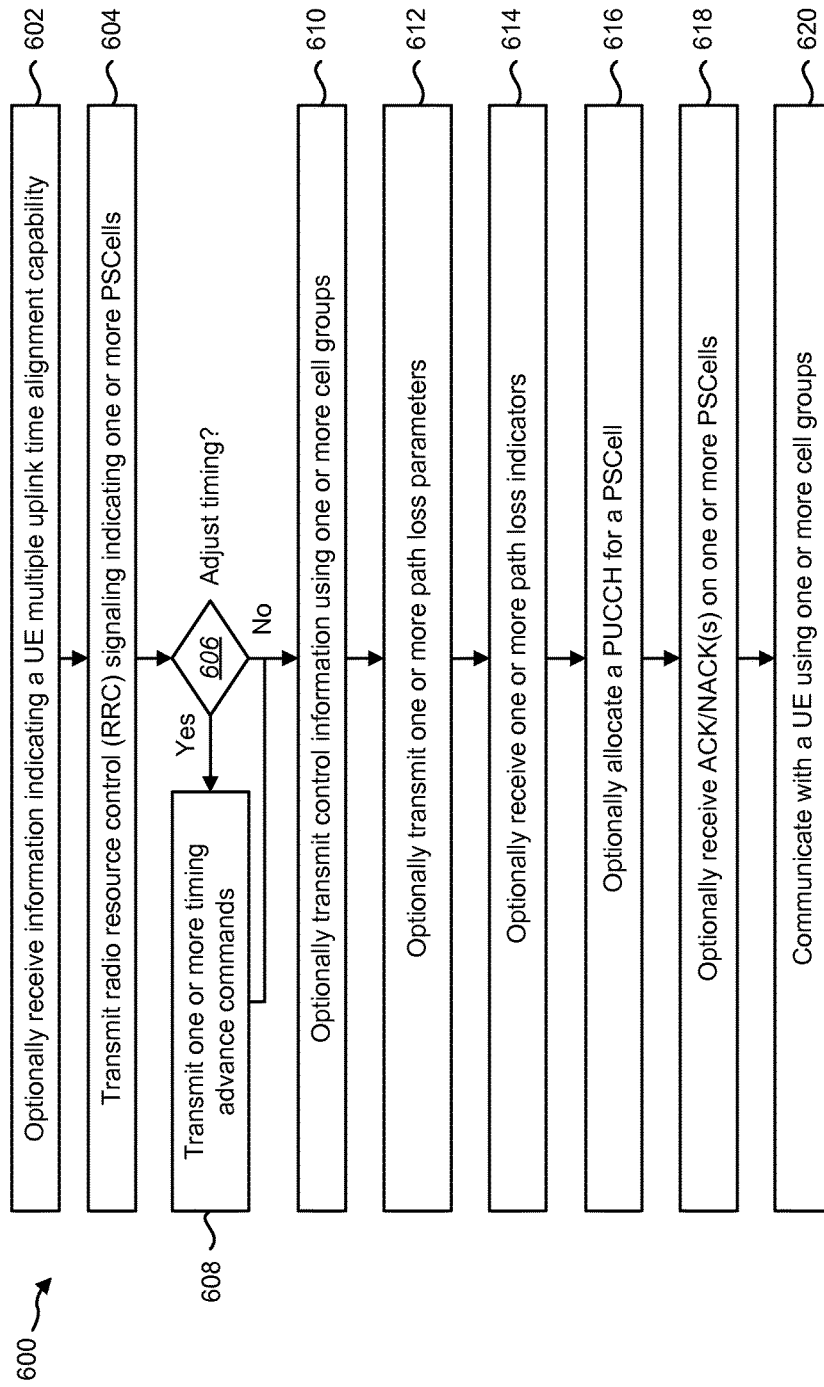 600
Optionally receive information indicating a UE multiple uplink time alignment capability
602
Transmit radio resource control (RRC) signaling indicating one or more PSCells
604
606
Adjust timing?
Yes
No
Transmit one or more timing
advance commands
608
Optionally transmit control information using one or more cell groups
610
Optionally transmit one or more path loss parameters
612
Optionally receive one or more path loss indicators
614
Optionally allocate a PUCCH for a PSCell
616
Optionally receive ACK/NACK(s) on one or more PSCells
618
Communicate with a UE using one or more cell groups
620